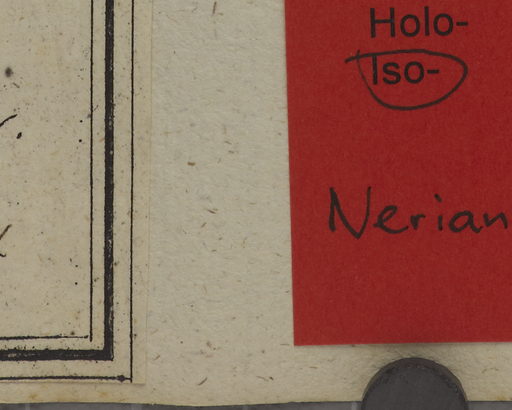 Holo-
Iso-
Nerian